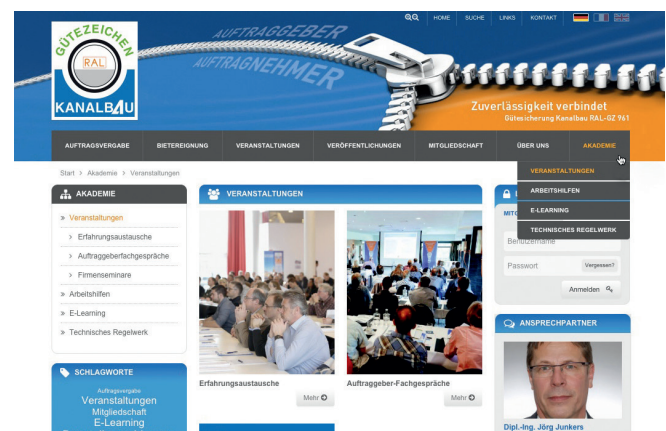 GÜTEZEICHEN
RAL
KANALBAU
AUFTRAGGEBER
AUFTRAGNEHMER
HOME SUCHE LINKS KONTAKT
Zuverlässigkeit verbindet
Gütesicherung Kanalbau RAL-GZ 961
AUFTRAGSVERGABE BIETEREIGNUNG VERANSTALTUNGEN VERÖFFENTLICHUNGEN MITGLIEDSCHAFT ÜBER UNS AKADEMIE
VERANSTALTUNGEN
ARBEITSHILFEN
E-LEARNING
TECHNISCHES REGELWERK
Start > Akademie > Veranstaltungen
AKADEMIE
» Veranstaltungen
> Erfahrungsaustausche
> Auftraggeberfachgespräche
> Firmenseminare
» Arbeitshilfen
» E-Learning
» Technisches Regelwerk
SCHLAGWORTE
Auftragsvergabe
Veranstaltungen
Mitgliedschaft
E-Learning
VERANSTALTUNGEN
Erfahrungsaustausche
Mehr
Auftraggeber-Fachgespräche
Mehr
Benutzername
Passwort Vergessen?
Anmelden
ANSPRECHPARTNER
Dipl.-Ing. Jörg Junkers